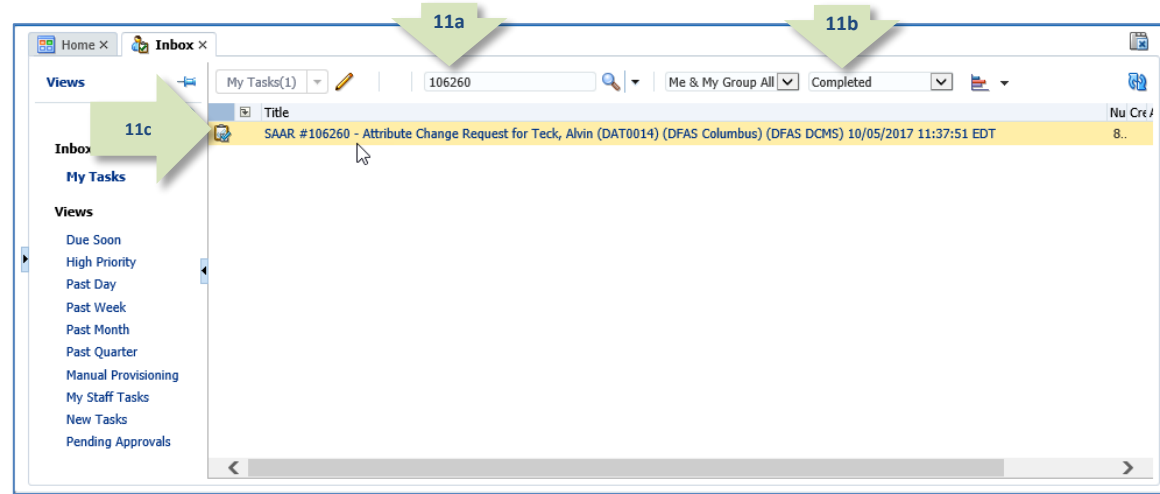 11a
11b
Home ×
Inbox ×
Views
My Tasks(1)
106260
Me & My Group All
Completed
Title
Nu
Cre
SAAR #106260 - Attribute Change Request for Teck, Alvin (DAT0014) (DFAS Columbus) (DFAS DCMS) 10/05/2017 11:37:51 EDT
8..
11c
Inbox
My Tasks
Views
Due Soon
High Priority
Past Day
Past Week
Past Month
Past Quarter
Manual Provisioning
My Staff Tasks
New Tasks
Pending Approvals